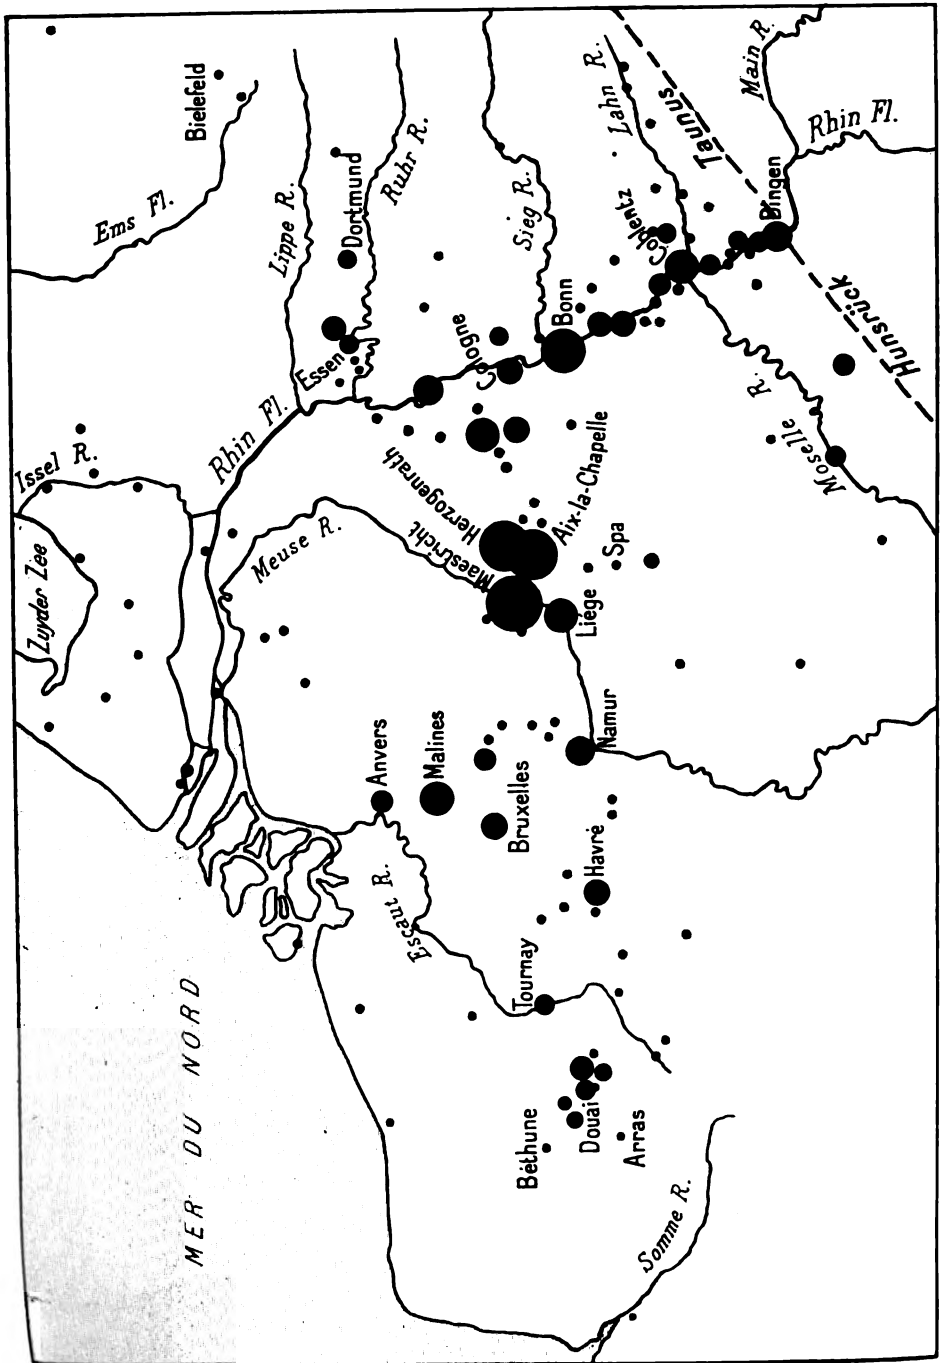 MER DU NORD
Zuyder Zee
Issel R.
Ems Fl.
Bielefeld
Lippe R.
Dortmund
Ruhr R.
Essen
Rhin Fl.
Meuse R.
Herzogenrath
Maestricht
Aix-la-Chapelle
Cologne
Sieg R.
Bonn
Coblentz
Lahn R.
Taunus
Main R.
Rhin Fl.
Bingen
Hunsrück
Moselle R.
Spa
Liége
Namur
Anvers
Malines
Bruxelles
Havré
Escaut R.
Tournay
Béthune
Douai
Arras
Somme R.